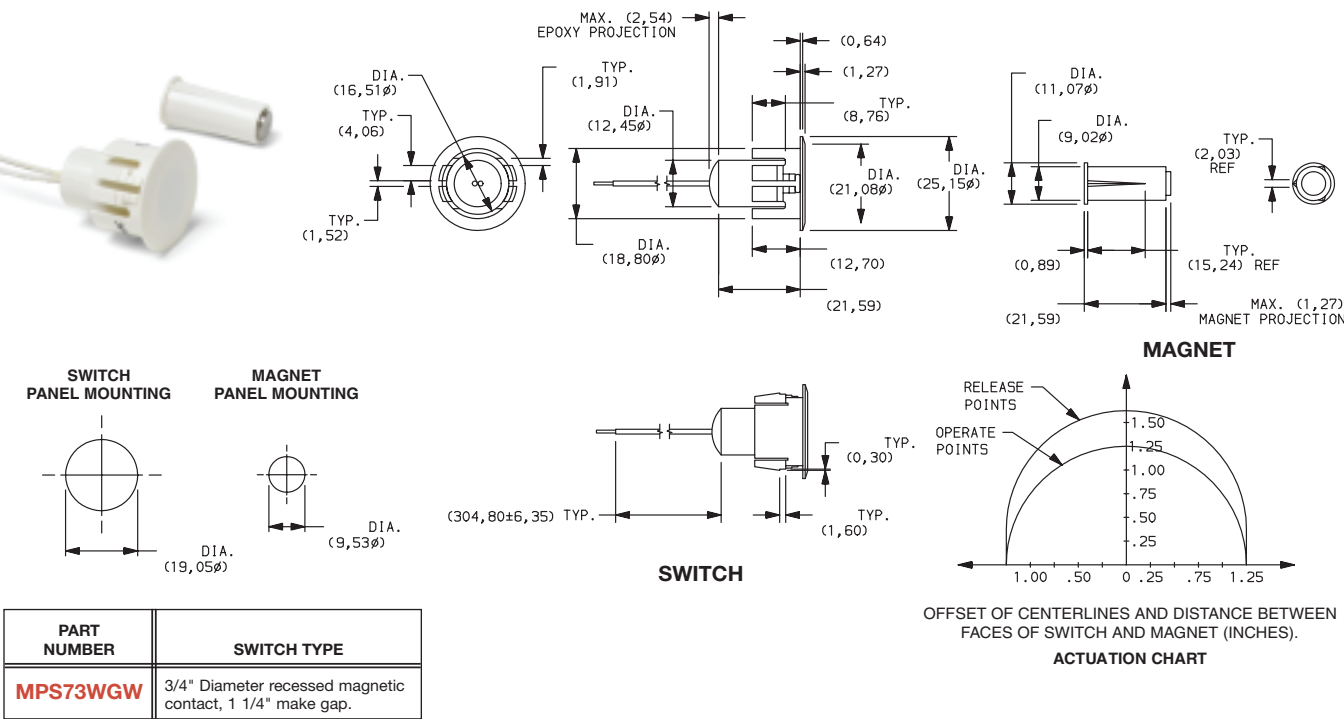 MAX. (2,54)
EPOXY PROJECTION
(0,64)
(1,27)
DIA.
(16,51ø)
TYP.
(1,91)
TYP.
(4,06)
DIA.
(12,45ø)
TYP.
(8,76)
TYP.
(1,52)
DIA.
(18,80ø)
DIA.
(21,08ø)
DIA.
(25,15ø)
(12,70)
(21,59)
DIA.
(11,07ø)
DIA.
(9,02ø)
TYP.
(2,03)
REF
(0,89)
TYP.
(15,24) REF
(21,59)
MAX. (1,27)
MAGNET PROJECTION
MAGNET
SWITCH
PANEL MOUNTING
MAGNET
PANEL MOUNTING
DIA.
(19,05ø)
DIA.
(9,53ø)
(304,80±6,35) TYP.
TYP.
(0,30)
TYP.
(1,60)
SWITCH
RELEASE
POINTS
OPERATE
POINTS
1.50
1.25
1.00
.75
.50
.25
1.00 .50 0 .25 .75 1.25
OFFSET OF CENTERLINES AND DISTANCE BETWEEN
FACES OF SWITCH AND MAGNET (INCHES).
ACTUATION CHART
PART
NUMBER
SWITCH TYPE
MPS73WGW
3/4" Diameter recessed magnetic
contact, 1 1/4" make gap.